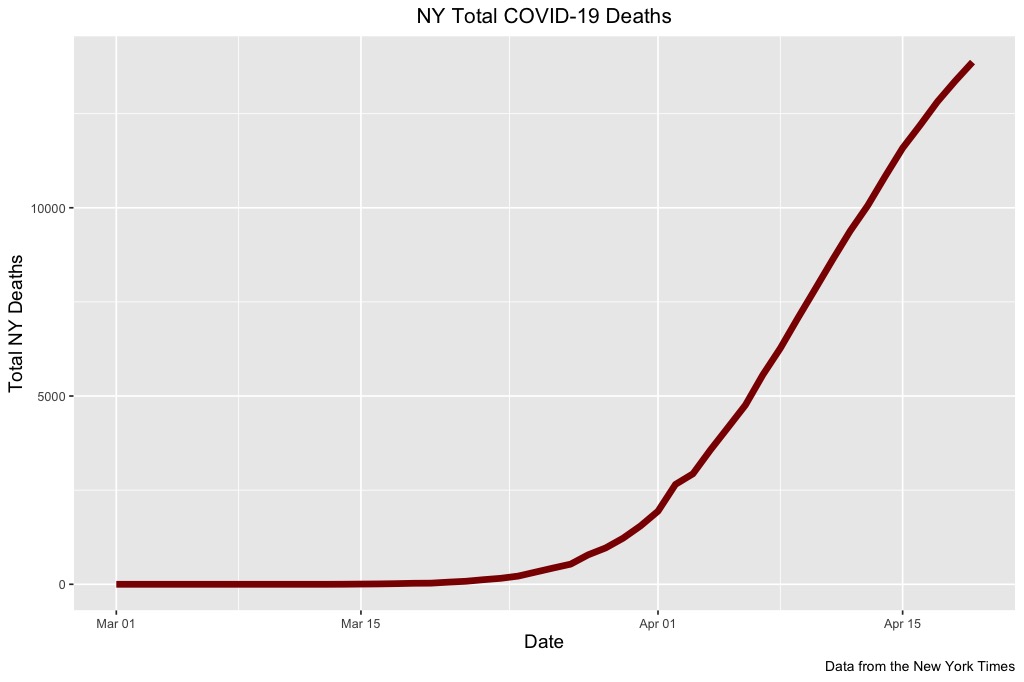 NY Total COVID-19 Deaths
Total NY Deaths
10000
5000
0
Mar 01
Mar 15
Apr 01
Apr 15
Date
Data from the New York Times